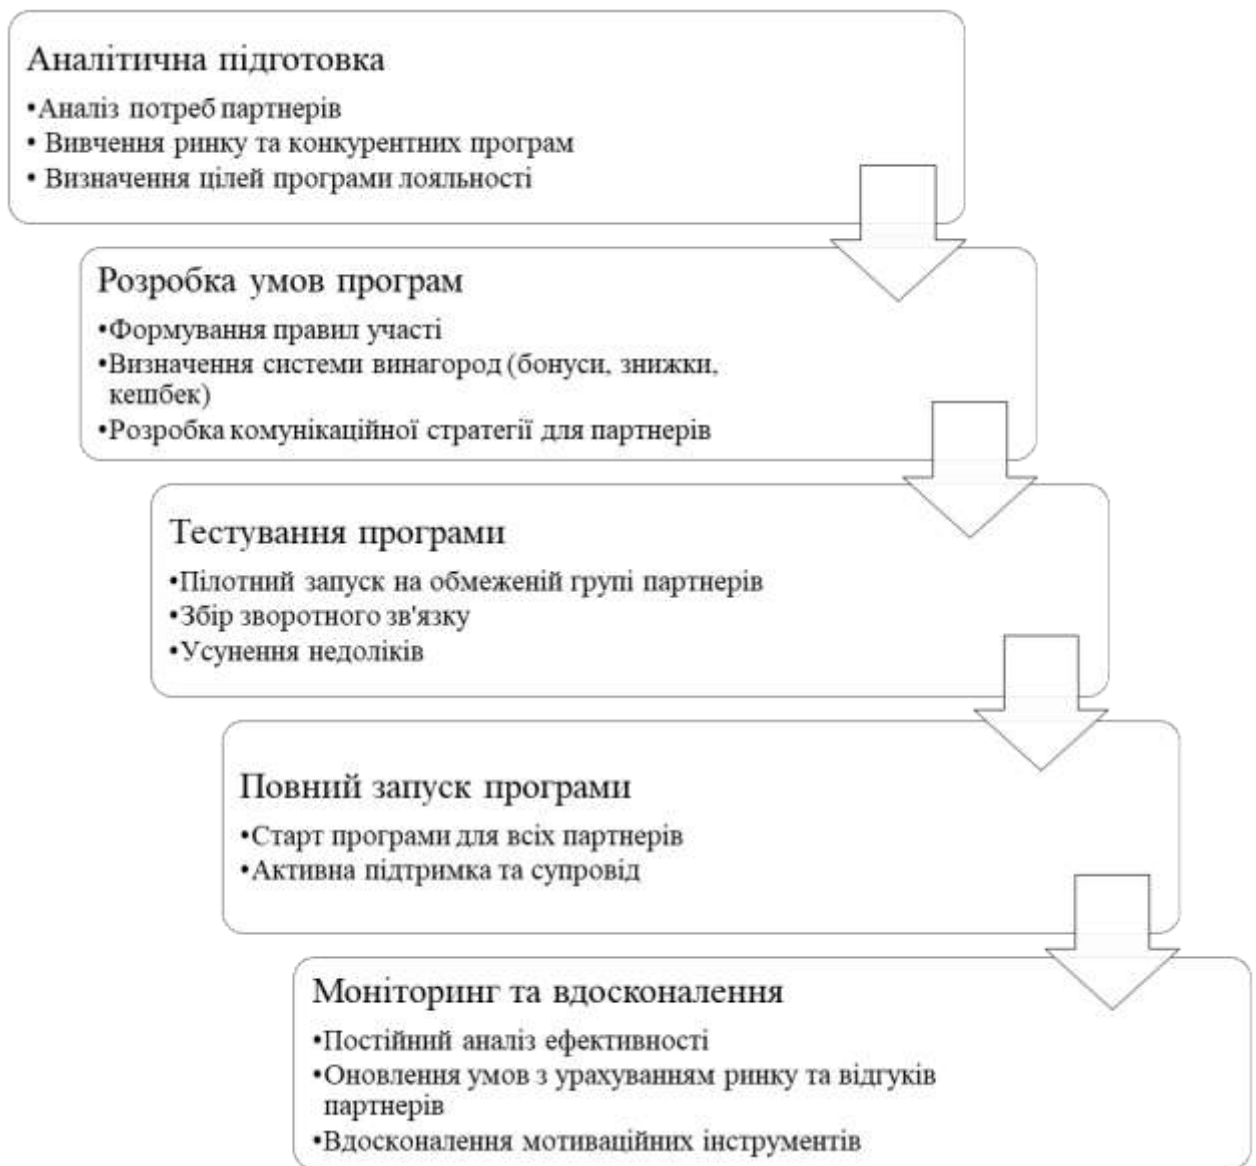 Аналітична підготовка
•Аналіз потреб партнерів
• Вивчення ринку та конкурентних програм
• Визначення цілей програми лояльності
Розробка умов програм
•Формування правил участі
•Визначення системи винагород (бонуси, знижки,
кешбек)
•Розробка комунікаційної стратегії для партнерів
Тестування програми
•Пілотний запуск на обмеженій групі партнерів
•Збір зворотного зв'язку
•Усунення недоліків
Повний запуск програми
•Старт програми для всіх партнерів
•Активна підтримка та супровід
Моніторинг та вдосконалення
•Постійний аналіз ефективності
•Оновлення умов з урахуванням ринку та відгуків
партнерів
•Вдосконалення мотиваційних інструментів